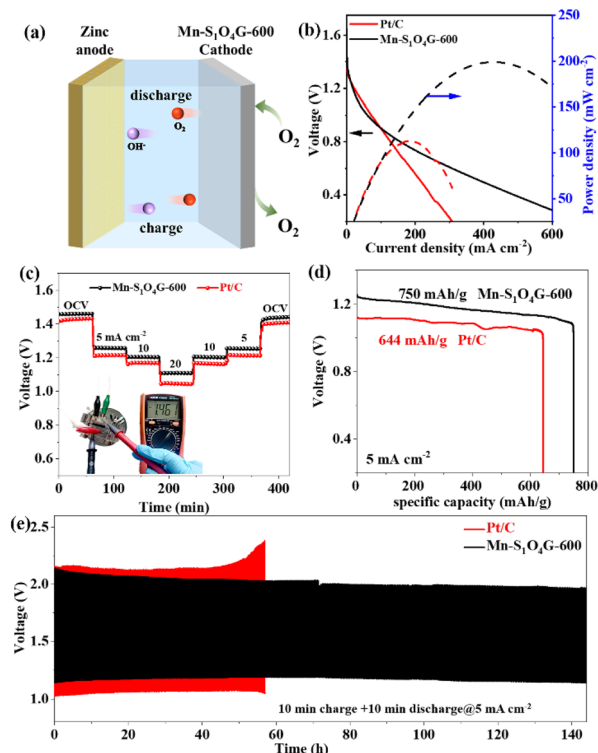 (a)
Zinc
anode
Mn-S₁O₄G-600
Cathode
discharge
O₂
OH⁻
O₂
O₂
charge
(b)
Pt/C
Mn-S₁O₄G-600
1.6
1.2
0.8
0.4
Voltage (V)
250
200
150
100
50
Power density (mW cm⁻²)
0
200
400
600
Current density (mA cm⁻²)
(c)
Mn-S₁O₄G-600
Pt/C
OCV
5 mA cm⁻²
10
20
10
5
OCV
1.6
1.4
1.2
1.0
0.8
0.6
Voltage (V)
1.461
0
100
200
300
400
Time (min)
(d)
750 mAh/g Mn-S₁O₄G-600
644 mAh/g Pt/C
5 mA cm⁻²
1.2
0.8
0.4
Voltage (V)
0
200
400
600
800
specific capacity (mAh/g)
(e)
Pt/C
Mn-S₁O₄G-600
2.5
2.0
1.5
1.0
Voltage (V)
10 min charge +10 min discharge@5 mA cm⁻²
0
20
40
60
80
100
120
140
Time (h)